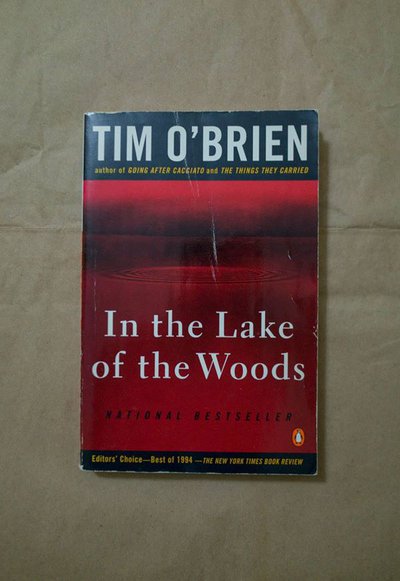 TIM O'BRIEN
author of GOING AFTER CACCIATO and THE THINGS THEY CARRIED
In the Lake
of the Woods
NATIONAL BESTSELLER
Editors' Choice—Best of 1994 —THE NEW YORK TIMES BOOK REVIEW